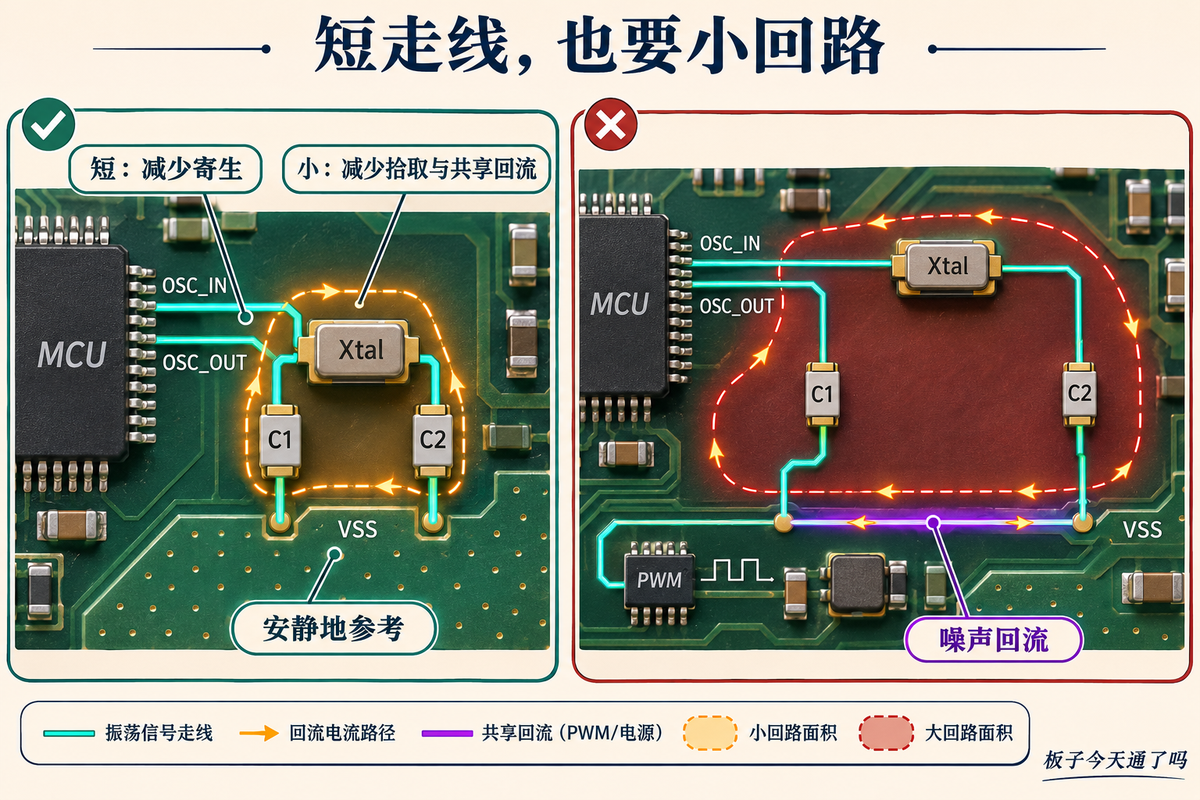 短走线，也要小回路
短：减少寄生
小：减少拾取与共享回流
OSC_IN
MCU
OSC_OUT
Xtal
C1
C2
VSS
安静地参考
OSC_IN
MCU
OSC_OUT
Xtal
C1
C2
VSS
PWM
噪声回流
振荡信号走线
回流电流路径
共享回流（PWM/电源）
小回路面积
大回路面积
板子今天通了吗